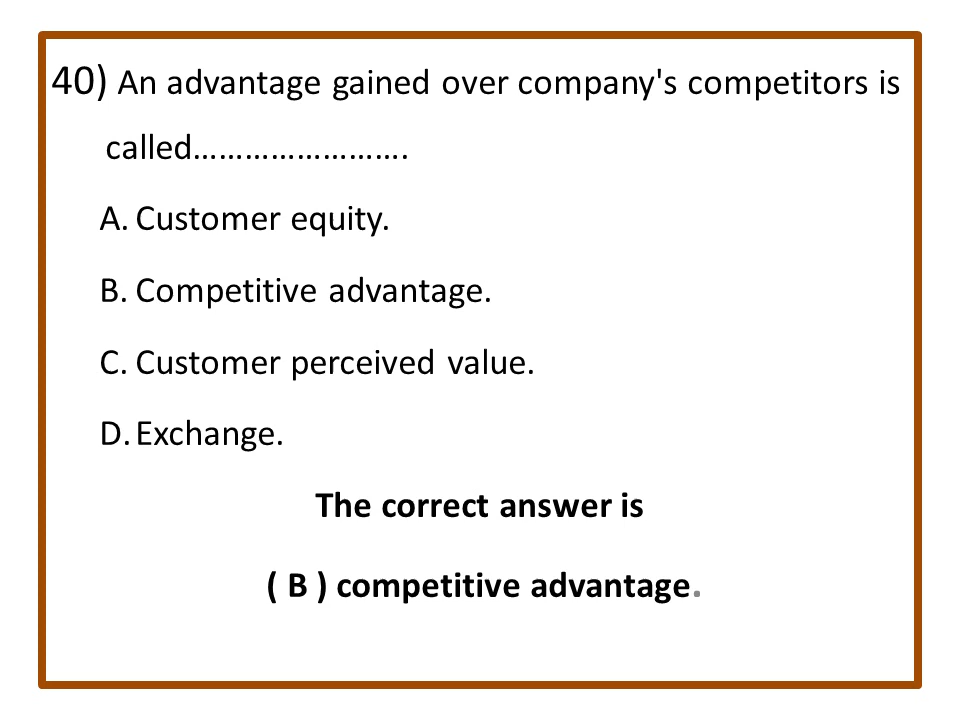 40) An advantage gained over company's competitors is
called…………………….
A. Customer equity.
B. Competitive advantage.
C. Customer perceived value.
D. Exchange.
The correct answer is
( B ) competitive advantage.